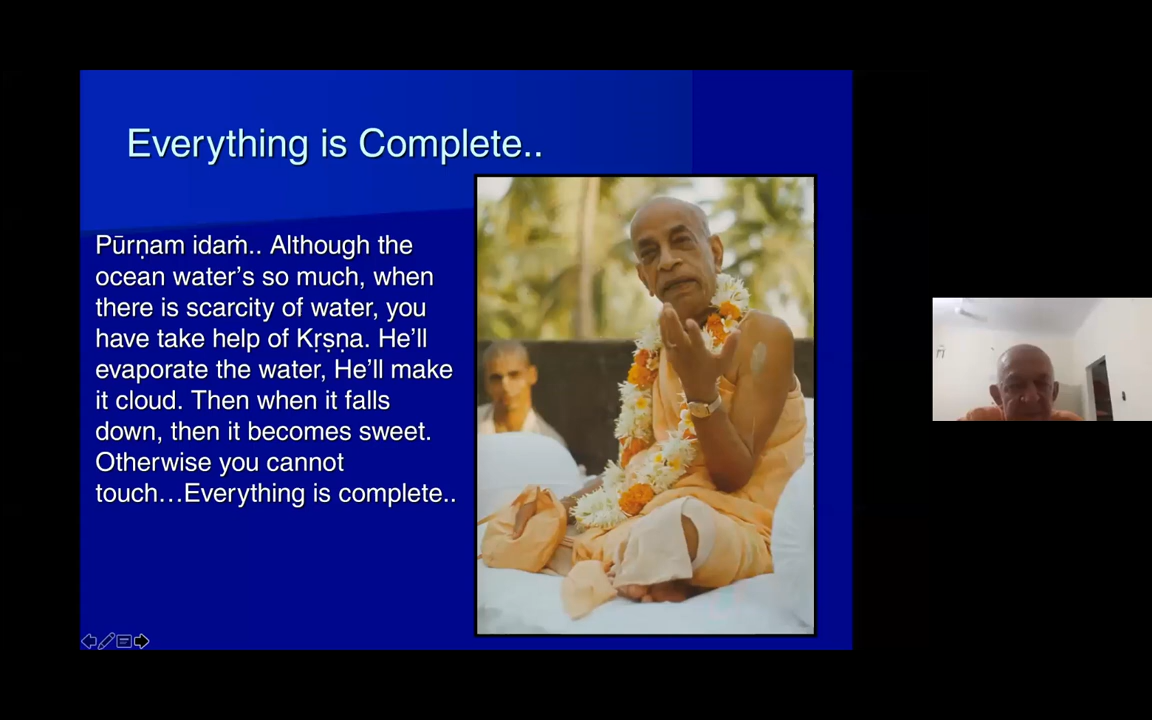 Everything is Complete..
Pūrṇam idaṁ.. Although the
ocean water's so much, when
there is scarcity of water, you
have take help of Kṛṣṇa. He'll
evaporate the water, He'll make
it cloud. Then when it falls
down, then it becomes sweet.
Otherwise you cannot
touch…Everything is complete..